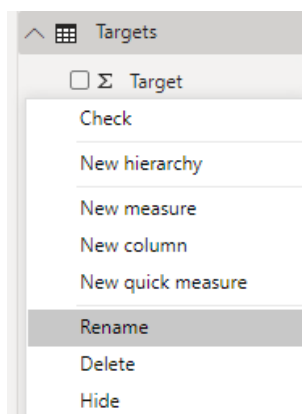 Targets
Σ Target
Check
New hierarchy
New measure
New column
New quick measure
Rename
Delete
Hide